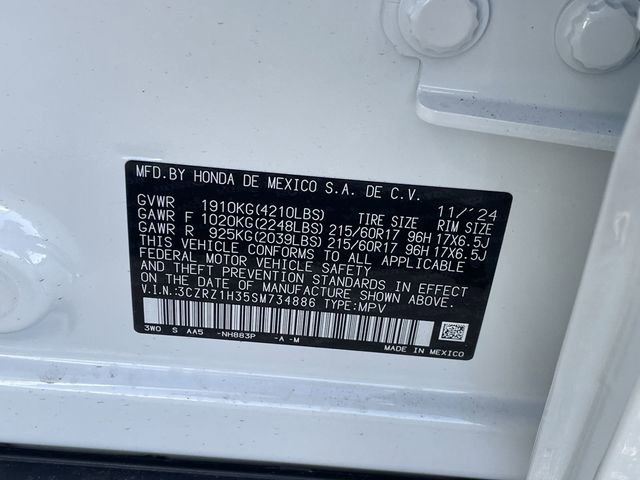 MFD.BY HONDA DE MEXICO S.A. DE C.V. 11/'24
GVWR 1910KG(4210LBS) TIRE SIZE RIM SIZE
GAWR F 1020KG(2248LBS) 215/60R17 96H 17X6.5J
GAWR R 925KG(2039LBS) 215/60R17 96H 17X6.5J
THIS VEHICLE CONFORMS TO ALL APPLICABLE
FEDERAL MOTOR VEHICLE SAFETY
AND THEFT PREVENTION STANDARDS IN EFFECT
ON THE DATE OF MANUFACTURE SHOWN ABOVE.
V.I.N.:3CZRZ1H35SM734886 TYPE:MPV
3W0 S AA5 -NH883P -A -M MADE IN MEXICO